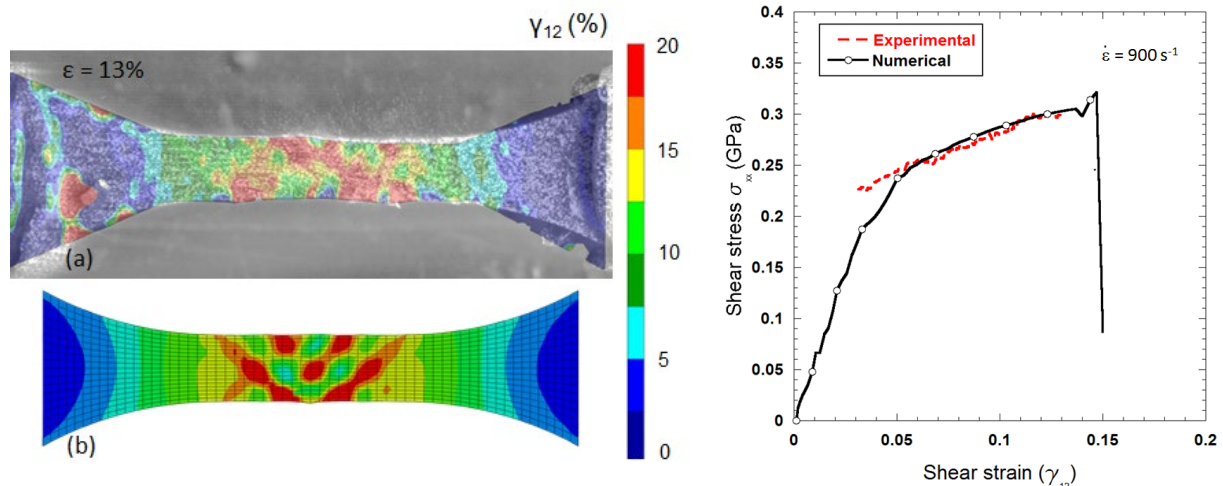 γ₁₂ (%)
ε = 13%
(a)
(b)
20
15
10
5
0
Experimental
Numerical
ε̇ = 900 s⁻¹
Shear stress σₓₓ (GPa)
0.4
0.35
0.3
0.25
0.2
0.15
0.1
0.05
0
0 0.05 0.1 0.15 0.2
Shear strain (γ₁₂)